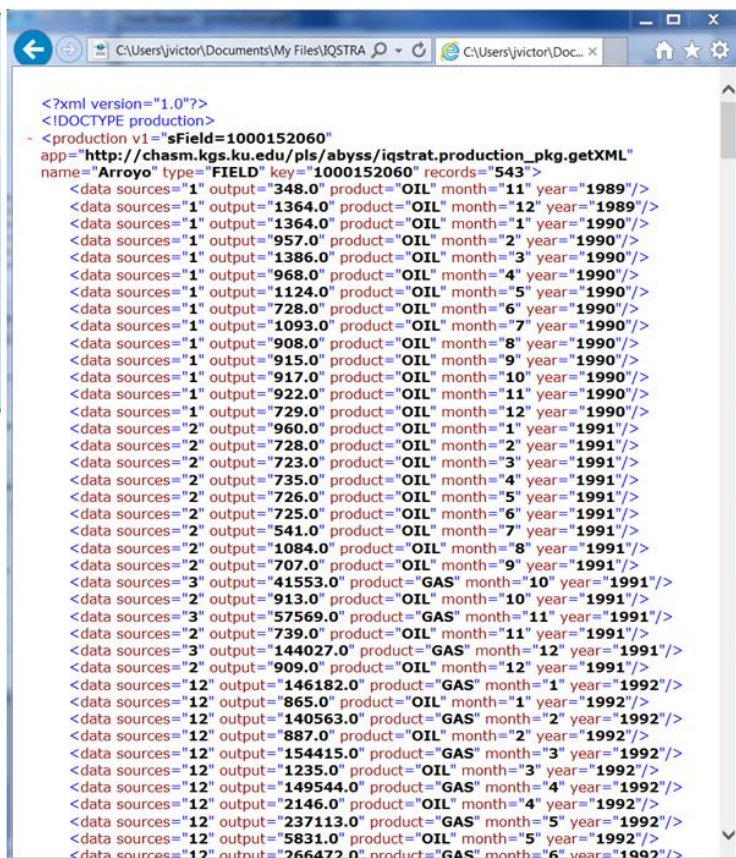 C:\Users\jvictor\Documents\My Files\IQSTRA
C:\Users\jvictor\Doc...
<?xml version="1.0"?>
<!DOCTYPE production>
- <production v1="sField=1000152060"
app="http://chasm.kgs.ku.edu/pls/abyss/iqstrat.production_pkg.getXML"
name="Arroyo" type="FIELD" key="1000152060" records="543">
<data sources="1" output="348.0" product="OIL" month="11" year="1989"/>
<data sources="1" output="1364.0" product="OIL" month="12" year="1989"/>
<data sources="1" output="1364.0" product="OIL" month="1" year="1990"/>
<data sources="1" output="957.0" product="OIL" month="2" year="1990"/>
<data sources="1" output="1386.0" product="OIL" month="3" year="1990"/>
<data sources="1" output="968.0" product="OIL" month="4" year="1990"/>
<data sources="1" output="1124.0" product="OIL" month="5" year="1990"/>
<data sources="1" output="728.0" product="OIL" month="6" year="1990"/>
<data sources="1" output="1093.0" product="OIL" month="7" year="1990"/>
<data sources="1" output="908.0" product="OIL" month="8" year="1990"/>
<data sources="1" output="915.0" product="OIL" month="9" year="1990"/>
<data sources="1" output="917.0" product="OIL" month="10" year="1990"/>
<data sources="1" output="922.0" product="OIL" month="11" year="1990"/>
<data sources="1" output="729.0" product="OIL" month="12" year="1990"/>
<data sources="2" output="960.0" product="OIL" month="1" year="1991"/>
<data sources="2" output="728.0" product="OIL" month="2" year="1991"/>
<data sources="2" output="723.0" product="OIL" month="3" year="1991"/>
<data sources="2" output="735.0" product="OIL" month="4" year="1991"/>
<data sources="2" output="726.0" product="OIL" month="5" year="1991"/>
<data sources="2" output="725.0" product="OIL" month="6" year="1991"/>
<data sources="2" output="541.0" product="OIL" month="7" year="1991"/>
<data sources="2" output="1084.0" product="OIL" month="8" year="1991"/>
<data sources="2" output="707.0" product="OIL" month="9" year="1991"/>
<data sources="3" output="41553.0" product="GAS" month="10" year="1991"/>
<data sources="2" output="913.0" product="OIL" month="10" year="1991"/>
<data sources="3" output="57569.0" product="GAS" month="11" year="1991"/>
<data sources="2" output="739.0" product="OIL" month="11" year="1991"/>
<data sources="3" output="144027.0" product="GAS" month="12" year="1991"/>
<data sources="2" output="909.0" product="OIL" month="12" year="1991"/>
<data sources="12" output="146182.0" product="GAS" month="1" year="1992"/>
<data sources="12" output="865.0" product="OIL" month="1" year="1992"/>
<data sources="12" output="140563.0" product="GAS" month="2" year="1992"/>
<data sources="12" output="887.0" product="OIL" month="2" year="1992"/>
<data sources="12" output="154415.0" product="GAS" month="3" year="1992"/>
<data sources="12" output="1235.0" product="OIL" month="3" year="1992"/>
<data sources="12" output="149544.0" product="GAS" month="4" year="1992"/>
<data sources="12" output="2146.0" product="OIL" month="4" year="1992"/>
<data sources="12" output="237113.0" product="GAS" month="5" year="1992"/>
<data sources="12" output="5831.0" product="OIL" month="5" year="1992"/>
<data sources="12" output="266472.0" product="GAS" month="6" year="1992"/>